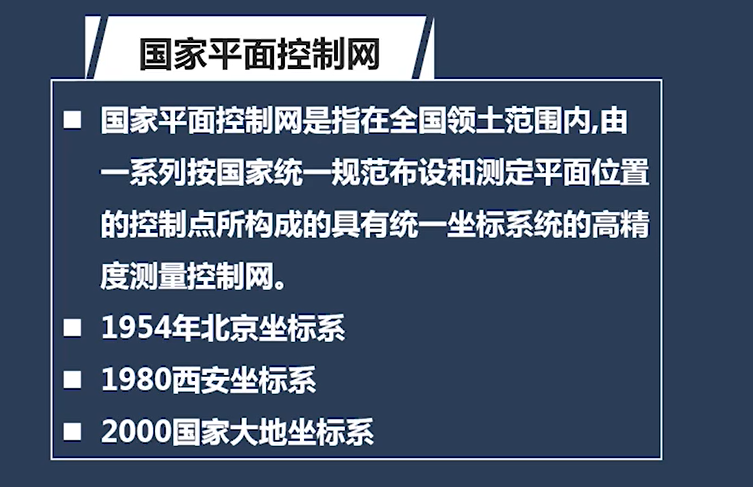 国家平面控制网
■ 国家平面控制网是指在全国领土范围内,由
一系列按国家统一规范布设和测定平面位置
的控制点所构成的具有统一坐标系统的高精
度测量控制网。
■ 1954年北京坐标系
■ 1980西安坐标系
■ 2000国家大地坐标系